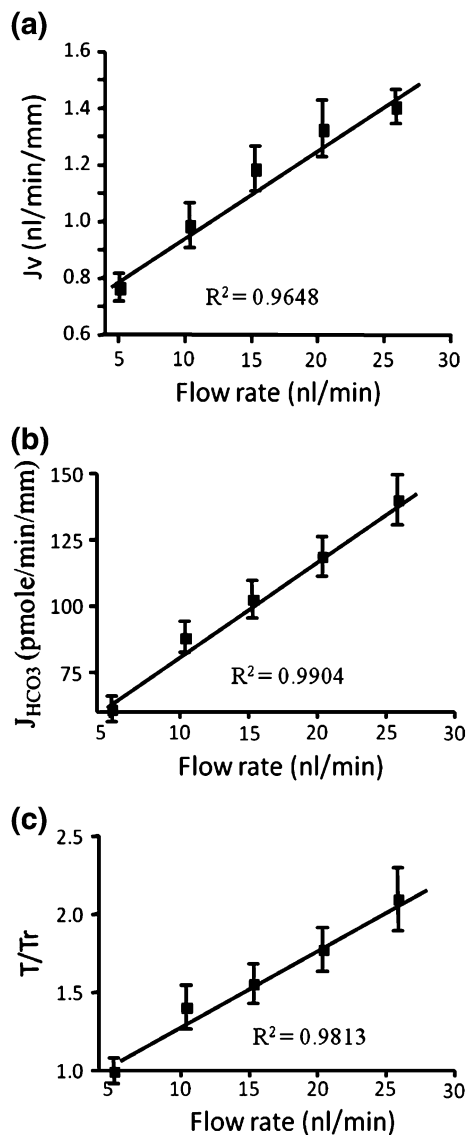 (a)
Jv (nl/min/mm)
1.6
1.4
1.2
1.0
0.8
0.6
R² = 0.9648
5 10 15 20 25 30
Flow rate (nl/min)
(b)
J_HCO3 (pmole/min/mm)
150
125
100
75
R² = 0.9904
5 10 15 20 25 30
Flow rate (nl/min)
(c)
T/Tr
2.5
2.0
1.5
1.0
R² = 0.9813
5 10 15 20 25 30
Flow rate (nl/min)